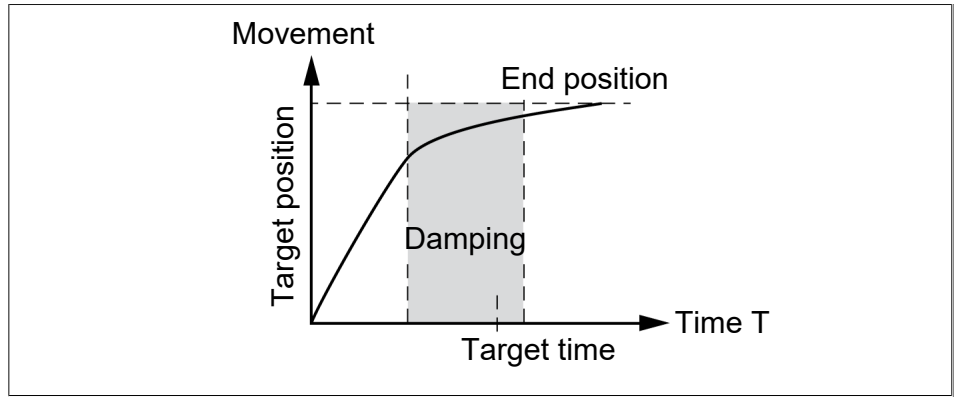 Movement
End position
Target position
Damping
Time T
Target time